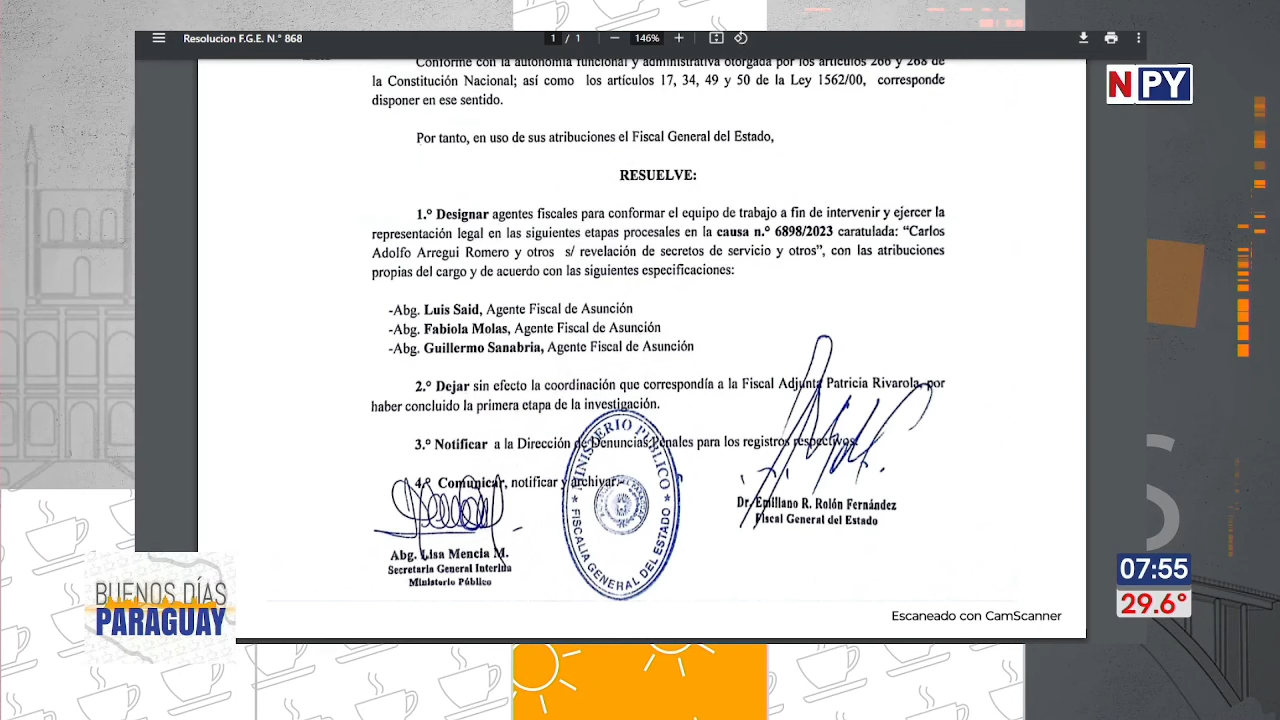 Resolucion F.G.E. N.° 868
1 / 1
146%
Conforme con la autonomía funcional y administrativa otorgada por los artículos 266 y 268 de
la Constitución Nacional; así como los artículos 17, 34, 49 y 50 de la Ley 1562/00, corresponde
disponer en ese sentido.
Por tanto, en uso de sus atribuciones el Fiscal General del Estado,
RESUELVE:
1.° Designar agentes fiscales para conformar el equipo de trabajo a fin de intervenir y ejercer la
representación legal en las siguientes etapas procesales en la causa n.° 6898/2023 caratulada: “Carlos
Adolfo Arregui Romero y otros s/ revelación de secretos de servicio y otros”, con las atribuciones
propias del cargo y de acuerdo con las siguientes especificaciones:
-Abg. Luis Said, Agente Fiscal de Asunción
-Abg. Fabiola Molas, Agente Fiscal de Asunción
-Abg. Guillermo Sanabria, Agente Fiscal de Asunción
2.° Dejar sin efecto la coordinación que correspondía a la Fiscal Adjunta Patricia Rivarola, por
haber concluido la primera etapa de la investigación.
3.° Notificar a la Dirección de Denuncias Penales para los registros respectivos.
4.° Comunicar, notificar y archivar.
MINISTERIO PÚBLICO
FISCALIA GENERAL DEL ESTADO
Dr. Emiliano R. Rolón Fernández
Fiscal General del Estado
Abg. Lisa Mencia M.
Secretaria General Interina
Ministerio Público
Escaneado con CamScanner
NPY
07:55
29.6°
BUENOS DÍAS
PARAGUAY